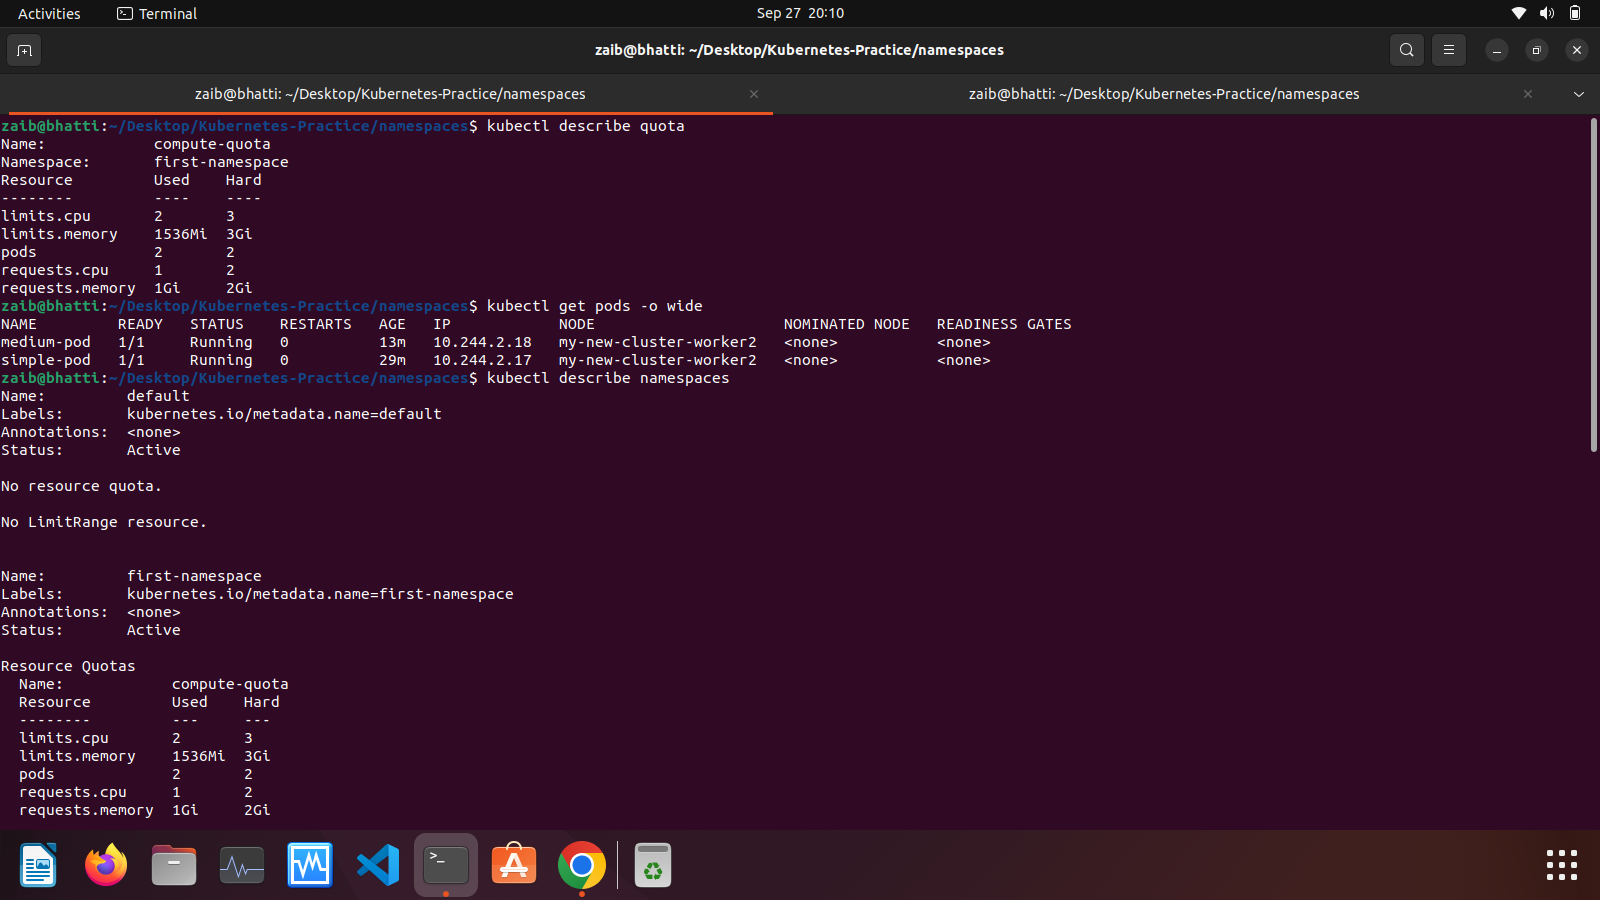 Activities Terminal Sep 27 20:10
zaib@bhatti: ~/Desktop/Kubernetes-Practice/namespaces
zaib@bhatti: ~/Desktop/Kubernetes-Practice/namespaces zaib@bhatti: ~/Desktop/Kubernetes-Practice/namespaces
zaib@bhatti:~/Desktop/Kubernetes-Practice/namespaces$ kubectl describe quota
Name:            compute-quota
Namespace:       first-namespace
Resource         Used    Hard
--------         ----    ----
limits.cpu       2       3
limits.memory    1536Mi  3Gi
pods             2       2
requests.cpu     1       2
requests.memory  1Gi     2Gi
zaib@bhatti:~/Desktop/Kubernetes-Practice/namespaces$ kubectl get pods -o wide
NAME         READY   STATUS    RESTARTS   AGE   IP            NODE                     NOMINATED NODE   READINESS GATES
medium-pod   1/1     Running   0          13m   10.244.2.18   my-new-cluster-worker2   <none>           <none>
simple-pod   1/1     Running   0          29m   10.244.2.17   my-new-cluster-worker2   <none>           <none>
zaib@bhatti:~/Desktop/Kubernetes-Practice/namespaces$ kubectl describe namespaces
Name:         default
Labels:       kubernetes.io/metadata.name=default
Annotations:  <none>
Status:       Active
No resource quota.
No LimitRange resource.
Name:         first-namespace
Labels:       kubernetes.io/metadata.name=first-namespace
Annotations:  <none>
Status:       Active
Resource Quotas
  Name:            compute-quota
  Resource         Used    Hard
  --------         ---     ---
  limits.cpu       2       3
  limits.memory    1536Mi  3Gi
  pods             2       2
  requests.cpu     1       2
  requests.memory  1Gi     2Gi